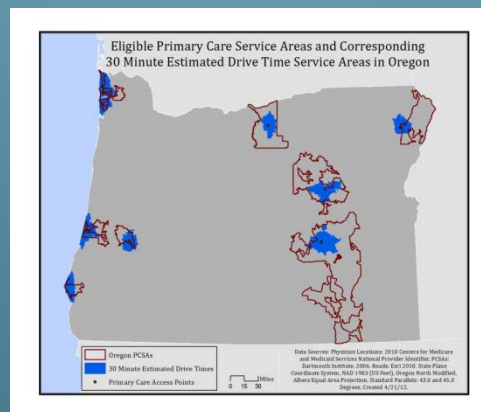 Eligible Primary Care Service Areas and Corresponding
30 Minute Estimated Drive Time Service Areas in Oregon
Oregon PCSAs
30 Minute Estimated Drive Times
Primary Care Access Points
Miles
0 15 30
Data Sources: Physician Locations: 2010 Centers for Medicare
and Medicaid Services National Provider Identifier. PCSAs:
Dartmouth Institute, 2006. Roads: Esri 2010. State Plane
Coordinate System, NAD 1983 (US Feet), Oregon North Modified,
Albers Equal Area Projection, Standard Parallels: 43.0 and 45.0
Degrees. Created 4/21/12.